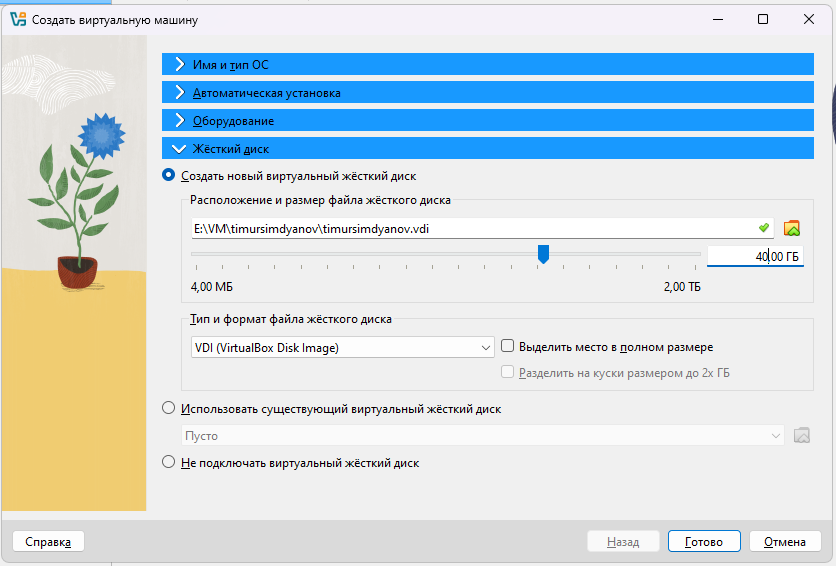 Создать виртуальную машину
Имя и тип ОС
Автоматическая установка
Оборудование
Жёсткий диск
Создать новый виртуальный жёсткий диск
Расположение и размер файла жёсткого диска
E:\VM\timursimdyanov\timursimdyanov.vdi
40,00 ГБ
4,00 МБ 2,00 ТБ
Тип и формат файла жёсткого диска
VDI (VirtualBox Disk Image) Выделить место в полном размере
Разделить на куски размером до 2х ГБ
Использовать существующий виртуальный жёсткий диск
Пусто
Не подключать виртуальный жёсткий диск
Справка Назад Готово Отмена